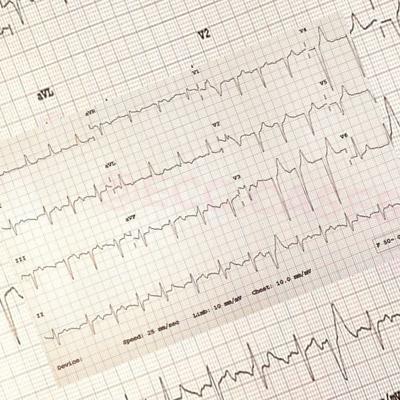 V2
aVL
aVR
V1
V4
aVL
V2
V5
III
aVF
V3
V6
II
Device:
Speed: 25 mm/sec
Limb: 10 mm/mV
Chest: 10.0 mm/mV
F 50~